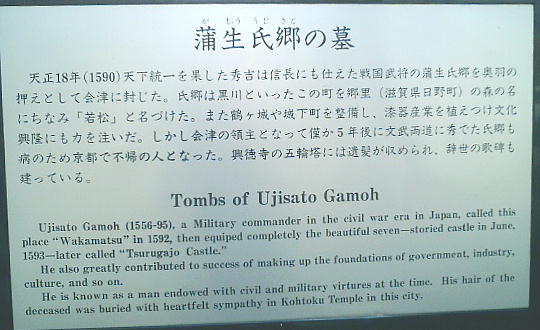 が もう うじ さと
蒲生氏郷の墓
天正18年(1590)天下統一を果した秀吉は信長にも仕えた戦国武将の蒲生氏郷を奥羽の
押えとして会津に封じた。氏郷は黒川といったこの町を郷里(滋賀県日野町)の森の名
にちなみ「若松」と名づけた。また鶴ヶ城や城下町を整備し、漆器産業を植えつけ文化
興隆にも力を注いだ。しかし会津の領主となって僅か5年後に文武両道に秀でた氏郷も
病のため京都で不帰の人となった。興徳寺の五輪塔には遺髪が収められ、辞世の歌碑も
建っている。
Tombs of Ujisato Gamoh
Ujisato Gamoh (1556-95), a Military commander in the civil war era in Japan, called this
place "Wakamatsu" in 1592, then equiped completely the beautiful seven—storied castle in June,
1593—later called "Tsurugajo Castle."
He also greatly contributed to success of making up the foundations of government, industry,
culture, and so on.
He is known as a man endowed with civil and military virtures at the time. His hair of the
deceased was buried with heartfelt sympathy in Kohtoku Temple in this city.